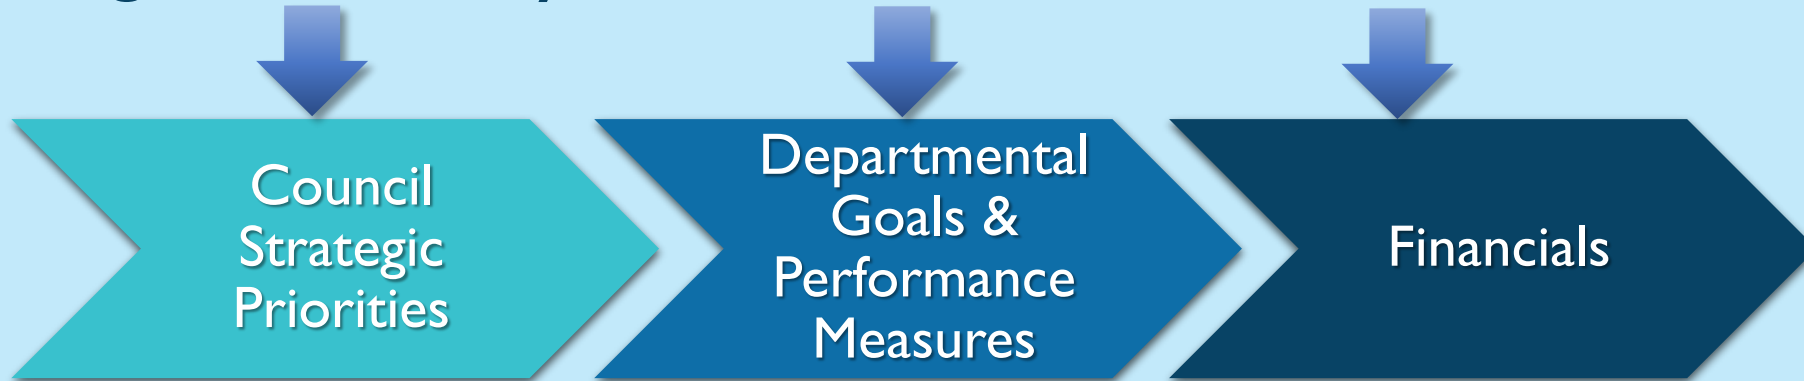 Council
Strategic
Priorities
Departmental
Goals &
Performance
Measures
Financials